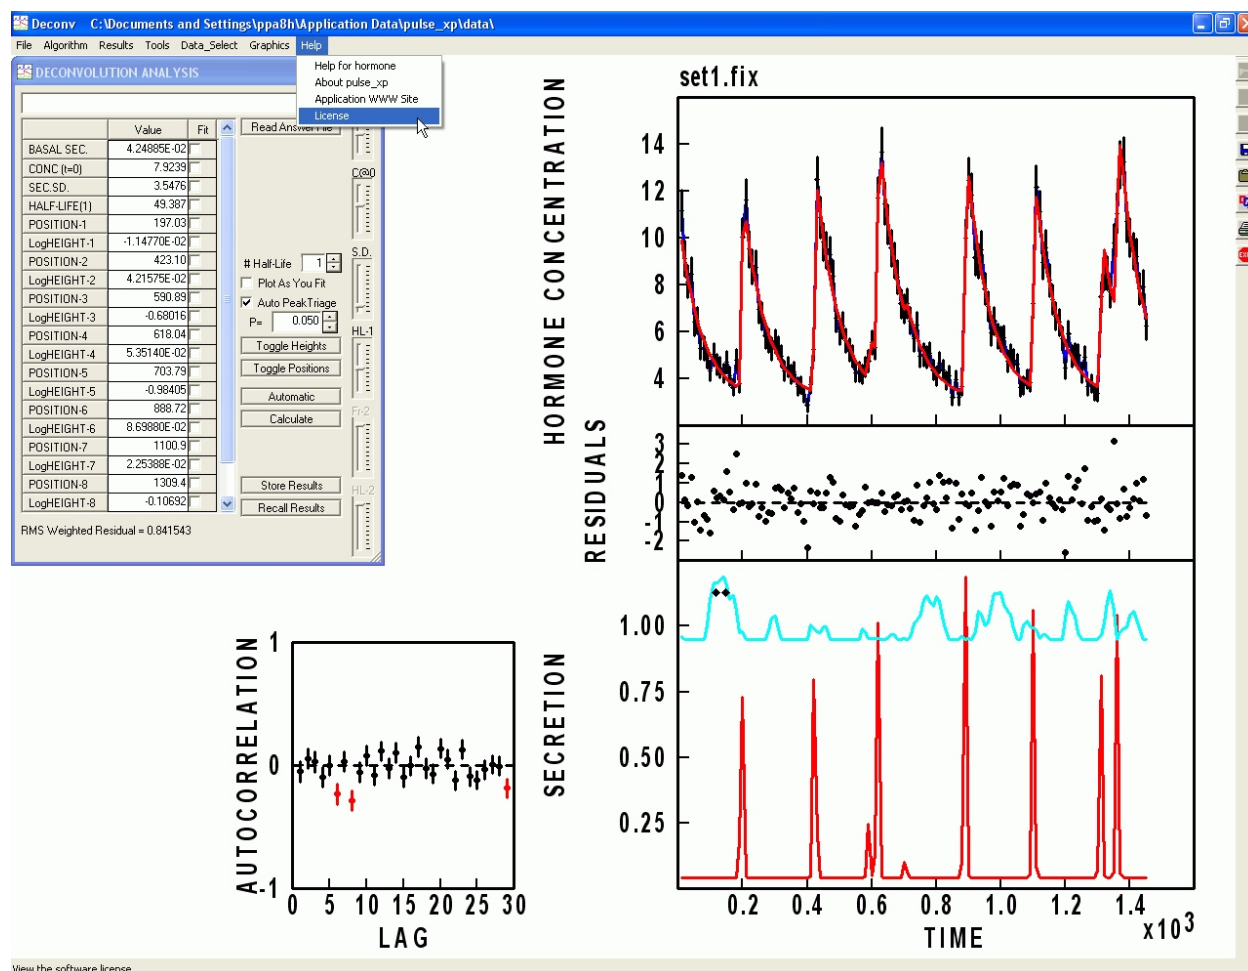 Deconv C:\Documents and Settings\ppa8h\Application Data\pulse_xp\data\
File Algorithm Results Tools Data_Select Graphics Help
Help for hormone
About pulse_xp
Application WWW Site
License
DECONVOLUTION ANALYSIS
Value Fit
Read Answer File
BASAL SEC. 4.24885E-02
CONC (t=0) 7.9239
SEC.SD. 3.5476
HALF-LIFE(1) 49.387
POSITION-1 197.03
LogHEIGHT-1 -1.14770E-02
POSITION-2 423.10
LogHEIGHT-2 4.21575E-02
POSITION-3 590.89
LogHEIGHT-3 -0.68016
POSITION-4 618.04
LogHEIGHT-4 5.35140E-02
POSITION-5 703.79
LogHEIGHT-5 -0.98405
POSITION-6 888.72
LogHEIGHT-6 8.69880E-02
POSITION-7 1100.9
LogHEIGHT-7 2.25388E-02
POSITION-8 1309.4
LogHEIGHT-8 -0.10692
# Half-Life 1
Plot As You Fit
Auto PeakTriage
P= 0.050
Toggle Heights
Toggle Positions
Automatic
Calculate
Store Results
Recall Results
C@0
S.D.
HL-1
Fr-2
HL-2
RMS Weighted Residual = 0.841543
set1.fix
HORMONE CONCENTRATION
14
12
10
8
6
4
RESIDUALS
3
2
1
0
-1
-2
SECRETION
1.00
0.75
0.50
0.25
0.2 0.4 0.6 0.8 1.0 1.2 1.4
x103
TIME
AUTOCORRELATION
1
0
-1
0 5 10 15 20 25 30
LAG
View the software license